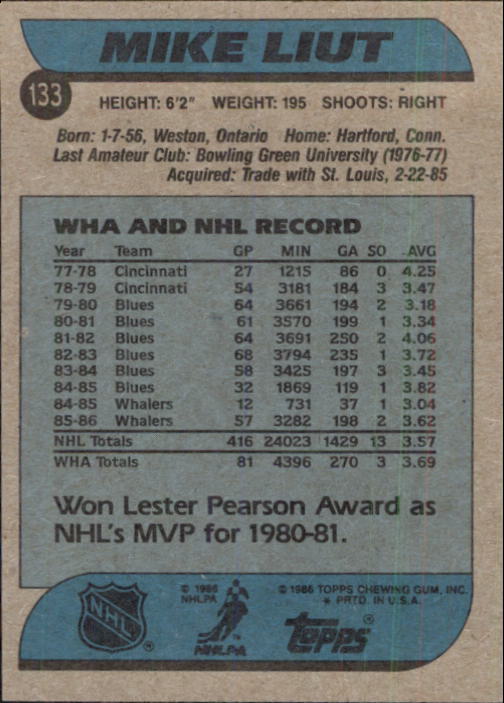 MIKE LIUT
133
HEIGHT: 6'2" WEIGHT: 195 SHOOTS: RIGHT
Born: 1-7-56, Weston, Ontario Home: Hartford, Conn.
Last Amateur Club: Bowling Green University (1976-77)
Acquired: Trade with St. Louis, 2-22-85
WHA AND NHL RECORD
Year Team GP MIN GA SO AVG
77-78 Cincinnati 27 1215 86 0 4.25
78-79 Cincinnati 54 3181 184 3 3.47
79-80 Blues 64 3661 194 2 3.18
80-81 Blues 61 3570 199 1 3.34
81-82 Blues 64 3691 250 2 4.06
82-83 Blues 68 3794 235 1 3.72
83-84 Blues 58 3425 197 3 3.45
84-85 Blues 32 1869 119 1 3.82
84-85 Whalers 12 731 37 1 3.04
85-86 Whalers 57 3282 198 2 3.62
NHL Totals 416 24023 1429 13 3.57
WHA Totals 81 4396 270 3 3.69
Won Lester Pearson Award as
NHL's MVP for 1980-81.
NHL ®
© 1986
NHLPA
TM
NHLPA
© 1986 TOPPS CHEWING GUM, INC.
* PRTD. IN U.S.A.
Topps ®